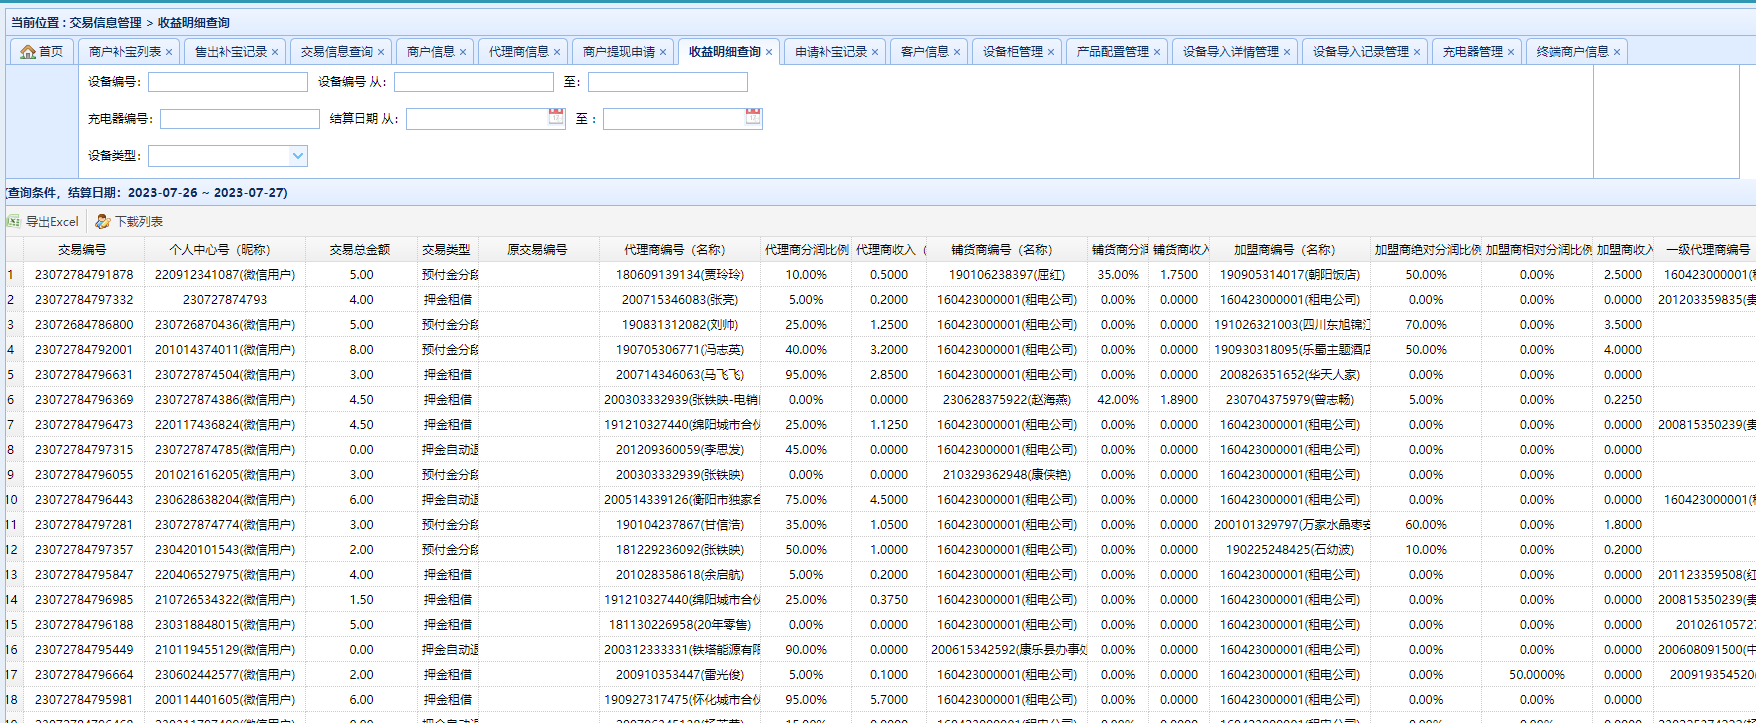 当前位置：交易信息管理 > 收益明细查询
首页 商户补宝列表 × 售出补宝记录 × 交易信息查询 × 商户信息 × 代理商信息 × 商户提现申请 × 收益明细查询 × 申请补宝记录 × 客户信息 × 设备柜管理 × 产品配置管理 × 设备导入详情管理 × 设备导入记录管理 × 充电器管理 × 终端商户信息 ×
设备编号： 设备编号 从： 至：
充电器编号： 结算日期 从： 至：
设备类型：
(查询条件，结算日期：2023-07-26 ~ 2023-07-27)
导出Excel 下载列表
交易编号 个人中心号（昵称） 交易总金额 交易类型 原交易编号 代理商编号（名称） 代理商分润比例 代理商收入（ 铺货商编号（名称） 铺货商分润 铺货商收入 加盟商编号（名称） 加盟商绝对分润比例 加盟商相对分润比例 加盟商收入 一级代理商编号
1 23072784791878 220912341087(微信用户) 5.00 预付金分段 180609139134(贾玲玲) 10.00% 0.5000 190106238397(屈红) 35.00% 1.7500 190905314017(朝阳饭店) 50.00% 0.00% 2.5000 160423000001(租
2 23072784797332 230727874793 4.00 押金租借 200715346083(张亮) 5.00% 0.2000 160423000001(租电公司) 0.00% 0.0000 160423000001(租电公司) 0.00% 0.00% 0.0000 201203359835(贵
3 23072684786800 230726870436(微信用户) 5.00 预付金分段 190831312082(刘帅) 25.00% 1.2500 160423000001(租电公司) 0.00% 0.0000 191026321003(四川东旭锦江 70.00% 0.00% 3.5000
4 23072784792001 201014374011(微信用户) 8.00 预付金分段 190705306771(冯志英) 40.00% 3.2000 160423000001(租电公司) 0.00% 0.0000 190930318095(乐蜀主题酒店 50.00% 0.00% 4.0000
5 23072784796631 230727874504(微信用户) 3.00 押金租借 200714346063(马飞飞) 95.00% 2.8500 160423000001(租电公司) 0.00% 0.0000 200826351652(华天人家) 0.00% 0.00% 0.0000
6 23072784796369 230727874386(微信用户) 4.50 押金租借 200303332939(张铁映-电销 0.00% 0.0000 230628375922(赵海燕) 42.00% 1.8900 230704375979(曾志畅) 5.00% 0.00% 0.2250
7 23072784796473 220117436824(微信用户) 4.50 押金租借 191210327440(绵阳城市合伙 25.00% 1.1250 160423000001(租电公司) 0.00% 0.0000 160423000001(租电公司) 0.00% 0.00% 0.0000 200815350239(贵
8 23072784797315 230727874785(微信用户) 0.00 押金自动退 201209360059(李思发) 45.00% 0.0000 160423000001(租电公司) 0.00% 0.0000 160423000001(租电公司) 0.00% 0.00% 0.0000
9 23072784796055 201021616205(微信用户) 3.00 预付金分段 200303332939(张铁映) 0.00% 0.0000 210329362948(康侠艳) 0.00% 0.0000 160423000001(租电公司) 0.00% 0.00% 0.0000
10 23072784796443 230628638204(微信用户) 6.00 押金自动退 200514339126(衡阳市独家合 75.00% 4.5000 160423000001(租电公司) 0.00% 0.0000 160423000001(租电公司) 0.00% 0.00% 0.0000 160423000001(租
11 23072784797281 230727874774(微信用户) 3.00 预付金分段 190104237867(甘信浩) 35.00% 1.0500 160423000001(租电公司) 0.00% 0.0000 200101329797(万家水晶枣安 60.00% 0.00% 1.8000
12 23072784797357 230420101543(微信用户) 2.00 预付金分段 181229236092(张铁映) 50.00% 1.0000 160423000001(租电公司) 0.00% 0.0000 190225248425(石幼波) 10.00% 0.00% 0.2000
13 23072784795847 220406527975(微信用户) 4.00 押金租借 201028358618(余启航) 5.00% 0.2000 160423000001(租电公司) 0.00% 0.0000 160423000001(租电公司) 0.00% 0.00% 0.0000 201123359508(红
14 23072784796985 210726534322(微信用户) 1.50 押金租借 191210327440(绵阳城市合伙 25.00% 0.3750 160423000001(租电公司) 0.00% 0.0000 160423000001(租电公司) 0.00% 0.00% 0.0000 200815350239(贵
15 23072784796188 230318848015(微信用户) 5.00 押金租借 181130226958(20年零售) 0.00% 0.0000 160423000001(租电公司) 0.00% 0.0000 160423000001(租电公司) 0.00% 0.00% 0.0000 201026105727
16 23072784795449 210119455129(微信用户) 0.00 押金自动退 200312333331(铁塔能源有限 90.00% 0.0000 200615342592(康乐县办事处 0.00% 0.0000 160423000001(租电公司) 0.00% 0.00% 0.0000 200608091500(中
17 23072784796664 230602442577(微信用户) 2.00 押金租借 200910353447(雷光俊) 5.00% 0.1000 160423000001(租电公司) 0.00% 0.0000 160423000001(租电公司) 0.00% 50.0000% 0.0000 200919354520(
18 23072784795981 200114401605(微信用户) 6.00 押金租借 190927317475(怀化城市合伙 95.00% 5.7000 160423000001(租电公司) 0.00% 0.0000 160423000001(租电公司) 0.00% 0.00% 0.0000